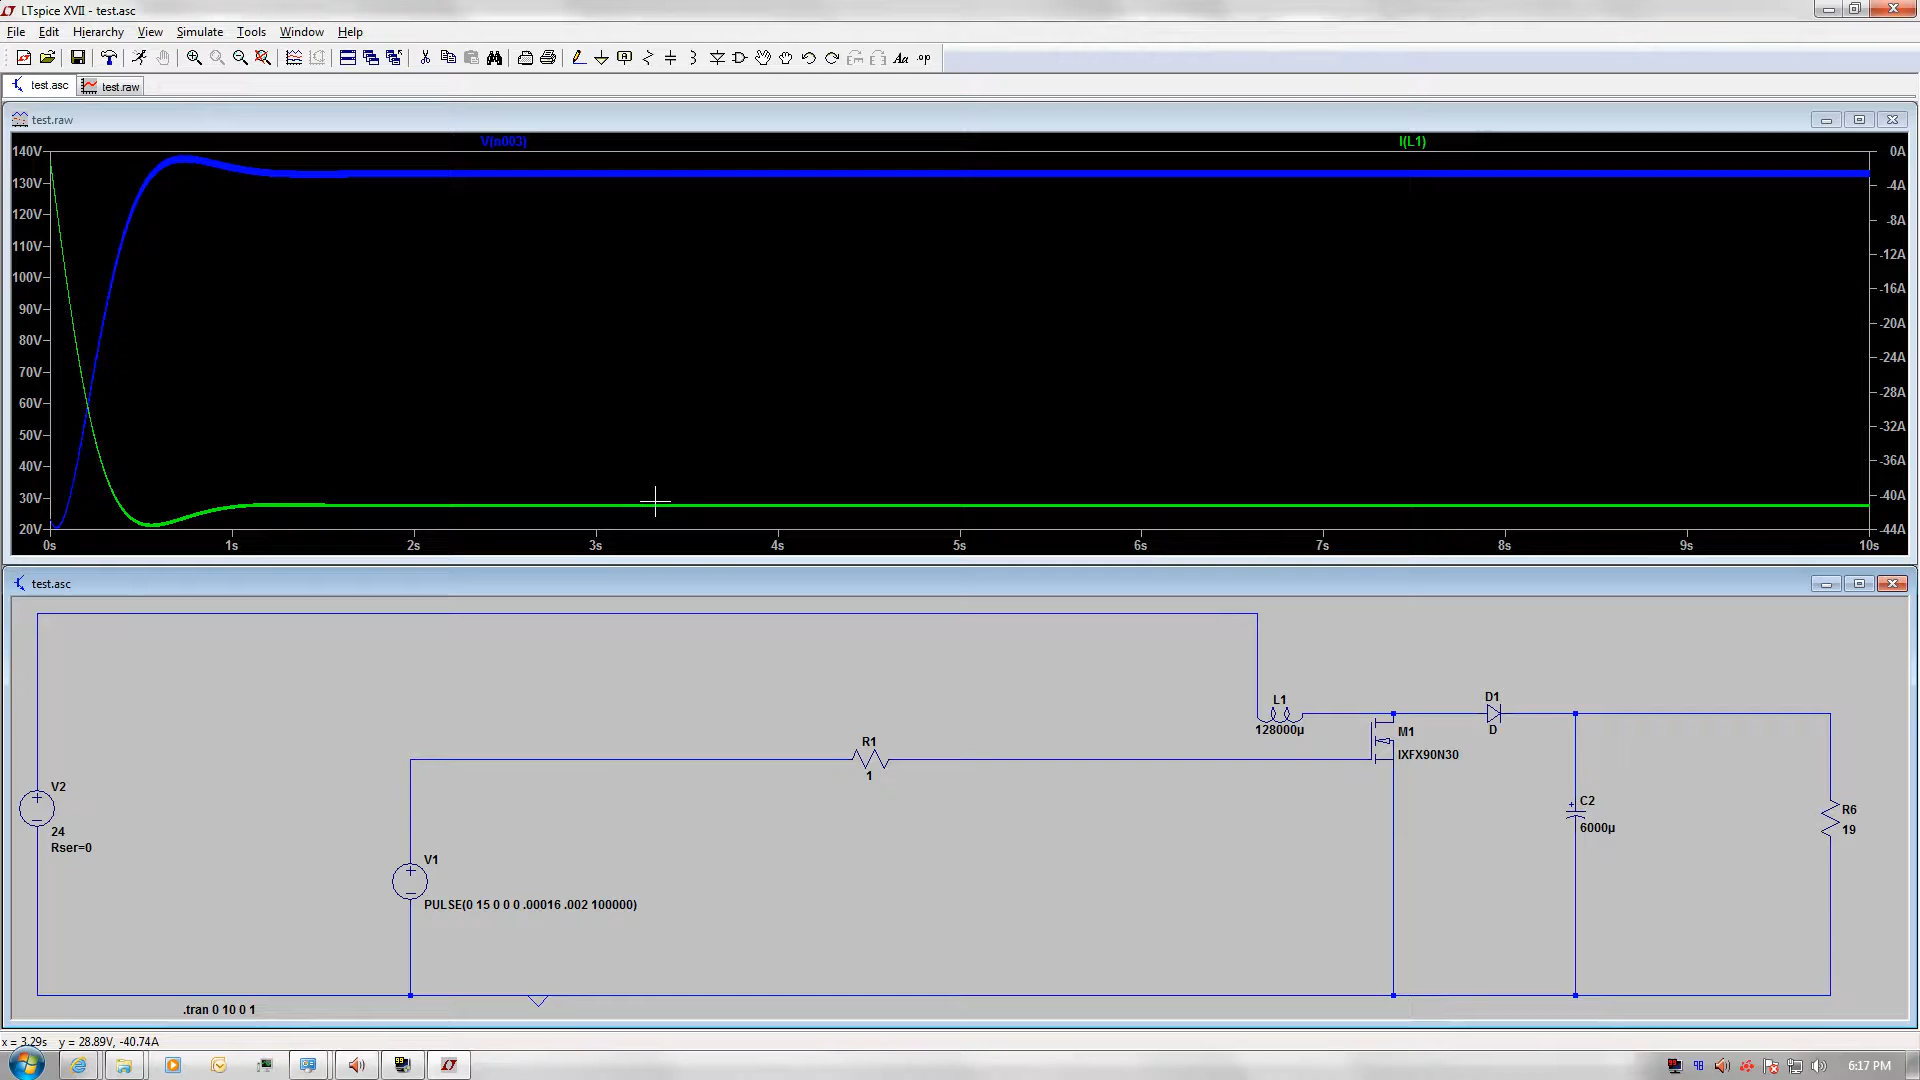 LTspice XVII - test.asc
File Edit Hierarchy View Simulate Tools Window Help
test.asc test.raw
test.raw
V(n003) I(L1)
140V 0A
130V -4A
120V -8A
110V -12A
100V -16A
90V -20A
80V -24A
70V -28A
60V -32A
50V -36A
40V -40A
30V -44A
20V
0s 1s 2s 3s 4s 5s 6s 7s 8s 9s 10s
test.asc
L1
128000µ
D1
D
M1
IXFX90N30
R1
1
V2
24
Rser=0
C2
6000µ
R6
19
V1
PULSE(0 15 0 0 0 .00016 .002 100000)
.tran 0 10 0 1
x = 3.29s y = 28.89V, -40.74A
98
6:17 PM